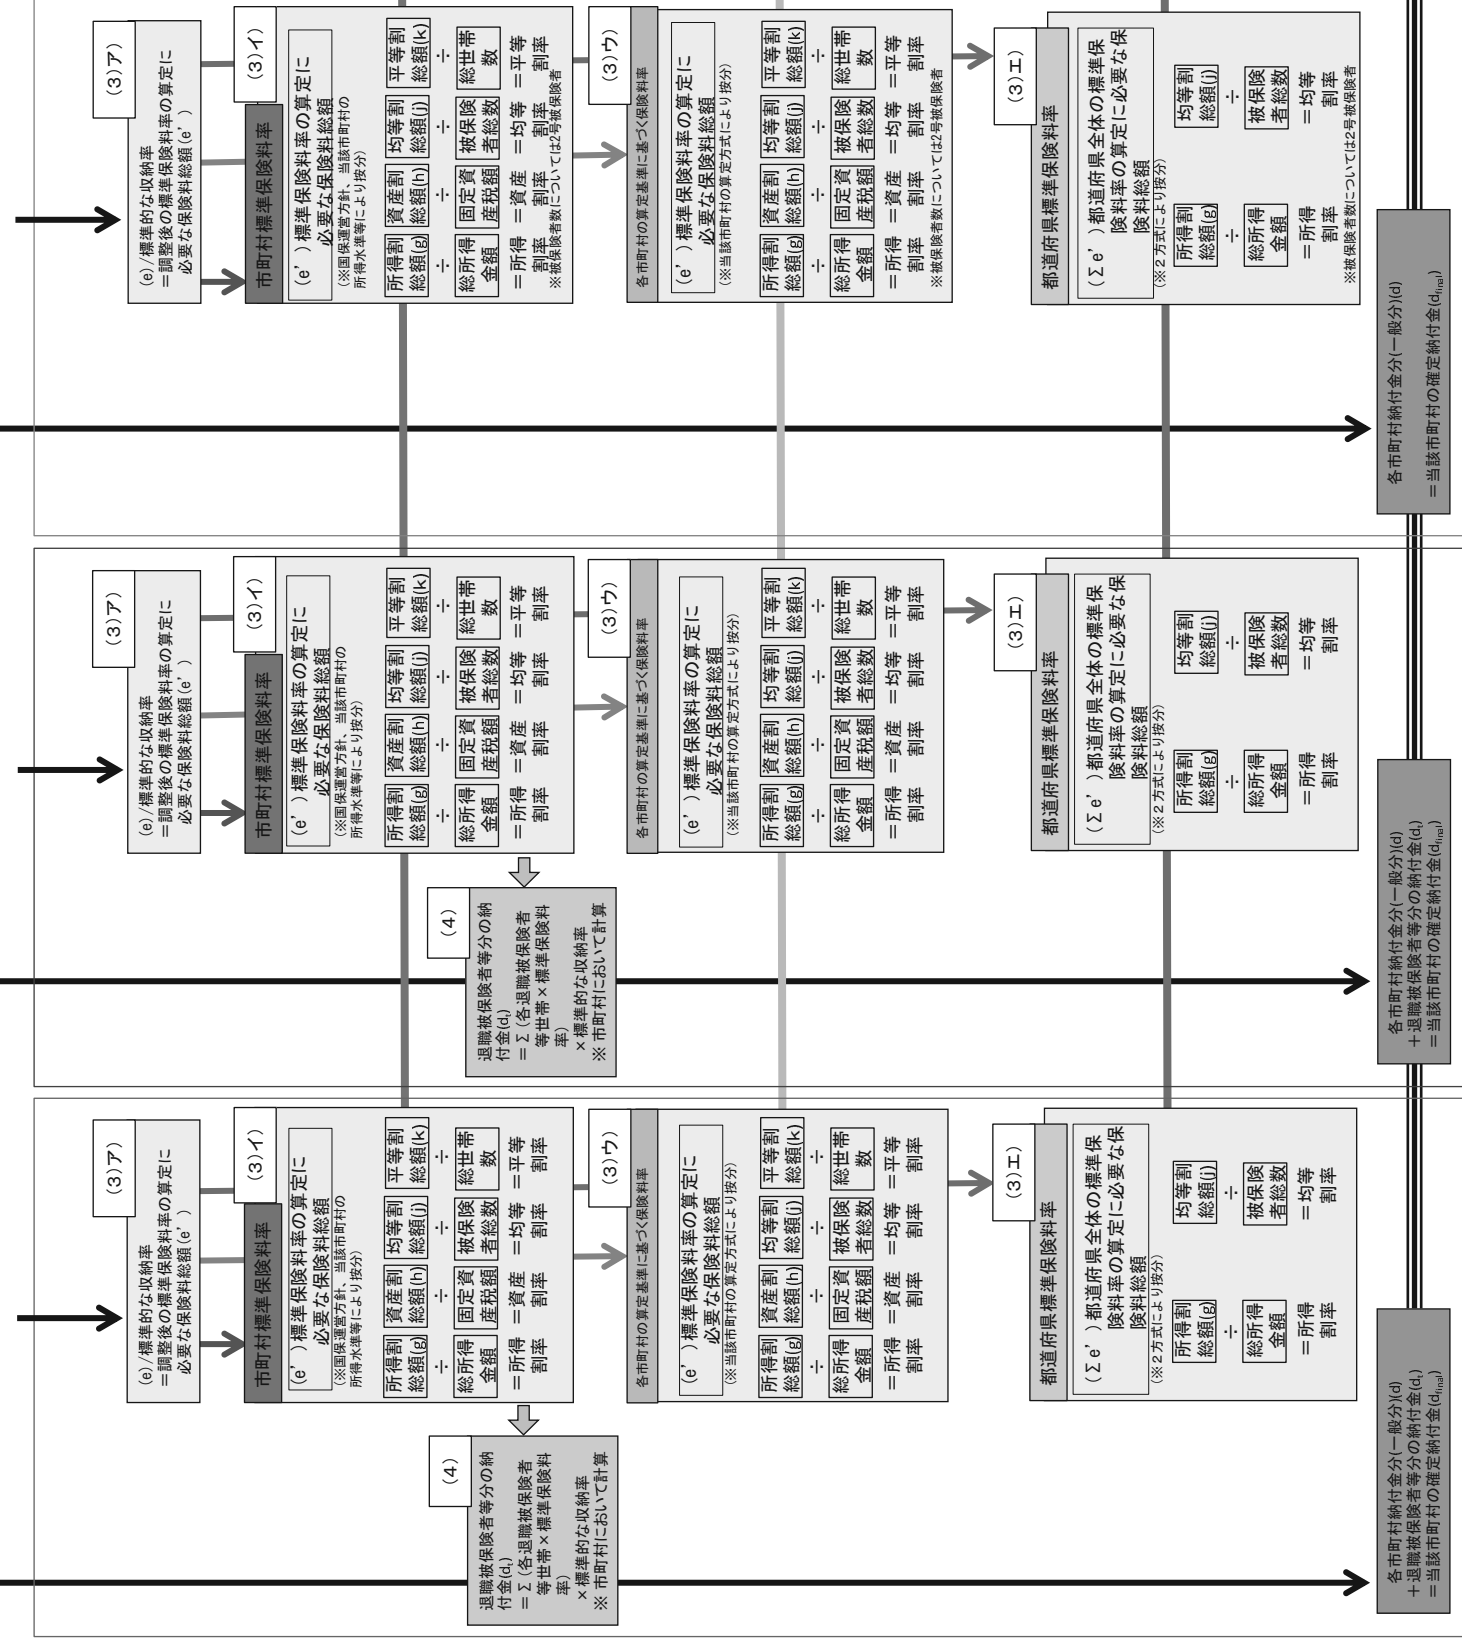 (3)ア)
(e)/標準的な収納率
＝調整後の標準保険料率の算定に
必要な保険料総額(e’)
(3)イ)
市町村標準保険料率
(e’)標準保険料率の算定に
必要な保険料総額
(※国保運営方針、当該市町村の
所得水準等により按分)
所得割 資産割 均等割 平等割
総額(g) 総額(h) 総額(j) 総額(k)
÷ ÷ ÷ ÷
総所得 固定資 被保険 総世帯
金額 産税額 者総数 数
＝所得 ＝資産 ＝均等 ＝平等
割率 割率 割率 割率
(4)
退職被保険者等分の納
付金(dt)
＝Σ(各退職被保険者
等世帯×標準保険料
率)
×標準的な収納率
※ 市町村において計算
(3)ウ)
各市町村の算定基準に基づく保険料率
(e’)標準保険料率の算定に
必要な保険料総額
(※当該市町村の算定方式により按分)
所得割 資産割 均等割 平等割
総額(g) 総額(h) 総額(j) 総額(k)
÷ ÷ ÷ ÷
総所得 固定資 被保険 総世帯
金額 産税額 者総数 数
＝所得 ＝資産 ＝均等 ＝平等
割率 割率 割率 割率
(3)エ)
都道府県標準保険料率
(Σe’)都道府県全体の標準保
険料率の算定に必要な保
険料総額
(※2方式により按分)
所得割 均等割
総額(g) 総額(j)
÷ ÷
総所得 被保険
金額 者総数
＝所得 ＝均等
割率 割率
各市町村納付金分(一般分)(d)
＋退職被保険者等分の納付金(dt)
＝当該市町村の確定納付金(dfinal)
(3)ア)
(e)/標準的な収納率
＝調整後の標準保険料率の算定に
必要な保険料総額(e’)
(3)イ)
市町村標準保険料率
(e’)標準保険料率の算定に
必要な保険料総額
(※国保運営方針、当該市町村の
所得水準等により按分)
所得割 資産割 均等割 平等割
総額(g) 総額(h) 総額(j) 総額(k)
÷ ÷ ÷ ÷
総所得 固定資 被保険 総世帯
金額 産税額 者総数 数
＝所得 ＝資産 ＝均等 ＝平等
割率 割率 割率 割率
(4)
退職被保険者等分の納
付金(dt)
＝Σ(各退職被保険者
等世帯×標準保険料
率)
×標準的な収納率
※ 市町村において計算
(3)ウ)
各市町村の算定基準に基づく保険料率
(e’)標準保険料率の算定に
必要な保険料総額
(※当該市町村の算定方式により按分)
所得割 資産割 均等割 平等割
総額(g) 総額(h) 総額(j) 総額(k)
÷ ÷ ÷ ÷
総所得 固定資 被保険 総世帯
金額 産税額 者総数 数
＝所得 ＝資産 ＝均等 ＝平等
割率 割率 割率 割率
(3)エ)
都道府県標準保険料率
(Σe’)都道府県全体の標準保
険料率の算定に必要な保
険料総額
(※２方式により按分)
所得割 均等割
総額(g) 総額(j)
÷ ÷
総所得 被保険
金額 者総数
＝所得 ＝均等
割率 割率
各市町村納付金分(一般分)(d)
＋退職被保険者等分の納付金(dt)
＝当該市町村の確定納付金(dfinal)
(3)ア)
(e)/標準的な収納率
＝調整後の標準保険料率の算定に
必要な保険料総額(e’)
(3)イ)
市町村標準保険料率
(e’)標準保険料率の算定に
必要な保険料総額
(※国保運営方針、当該市町村の
所得水準等により按分)
所得割 資産割 均等割 平等割
総額(g) 総額(h) 総額(j) 総額(k)
÷ ÷ ÷ ÷
総所得 固定資 被保険 総世帯
金額 産税額 者総数 数
＝所得 ＝資産 ＝均等 ＝平等
割率 割率 割率 割率
※被保険者数については2号被保険者
(3)ウ)
各市町村の算定基準に基づく保険料率
(e’)標準保険料率の算定に
必要な保険料総額
(※当該市町村の算定方式により按分)
所得割 資産割 均等割 平等割
総額(g) 総額(h) 総額(j) 総額(k)
÷ ÷ ÷ ÷
総所得 固定資 被保険 総世帯
金額 産税額 者総数 数
＝所得 ＝資産 ＝均等 ＝平等
割率 割率 割率 割率
※被保険者数については2号被保険者
(3)エ)
都道府県標準保険料率
(Σe’)都道府県全体の標準保
険料率の算定に必要な保
険料総額
(※２方式により按分)
所得割 均等割
総額(g) 総額(j)
÷ ÷
総所得 被保険
金額 者総数
＝所得 ＝均等
割率 割率
※被保険者数については2号被保険者
各市町村納付金分(一般分)(d)
＝当該市町村の確定納付金(dfinal)